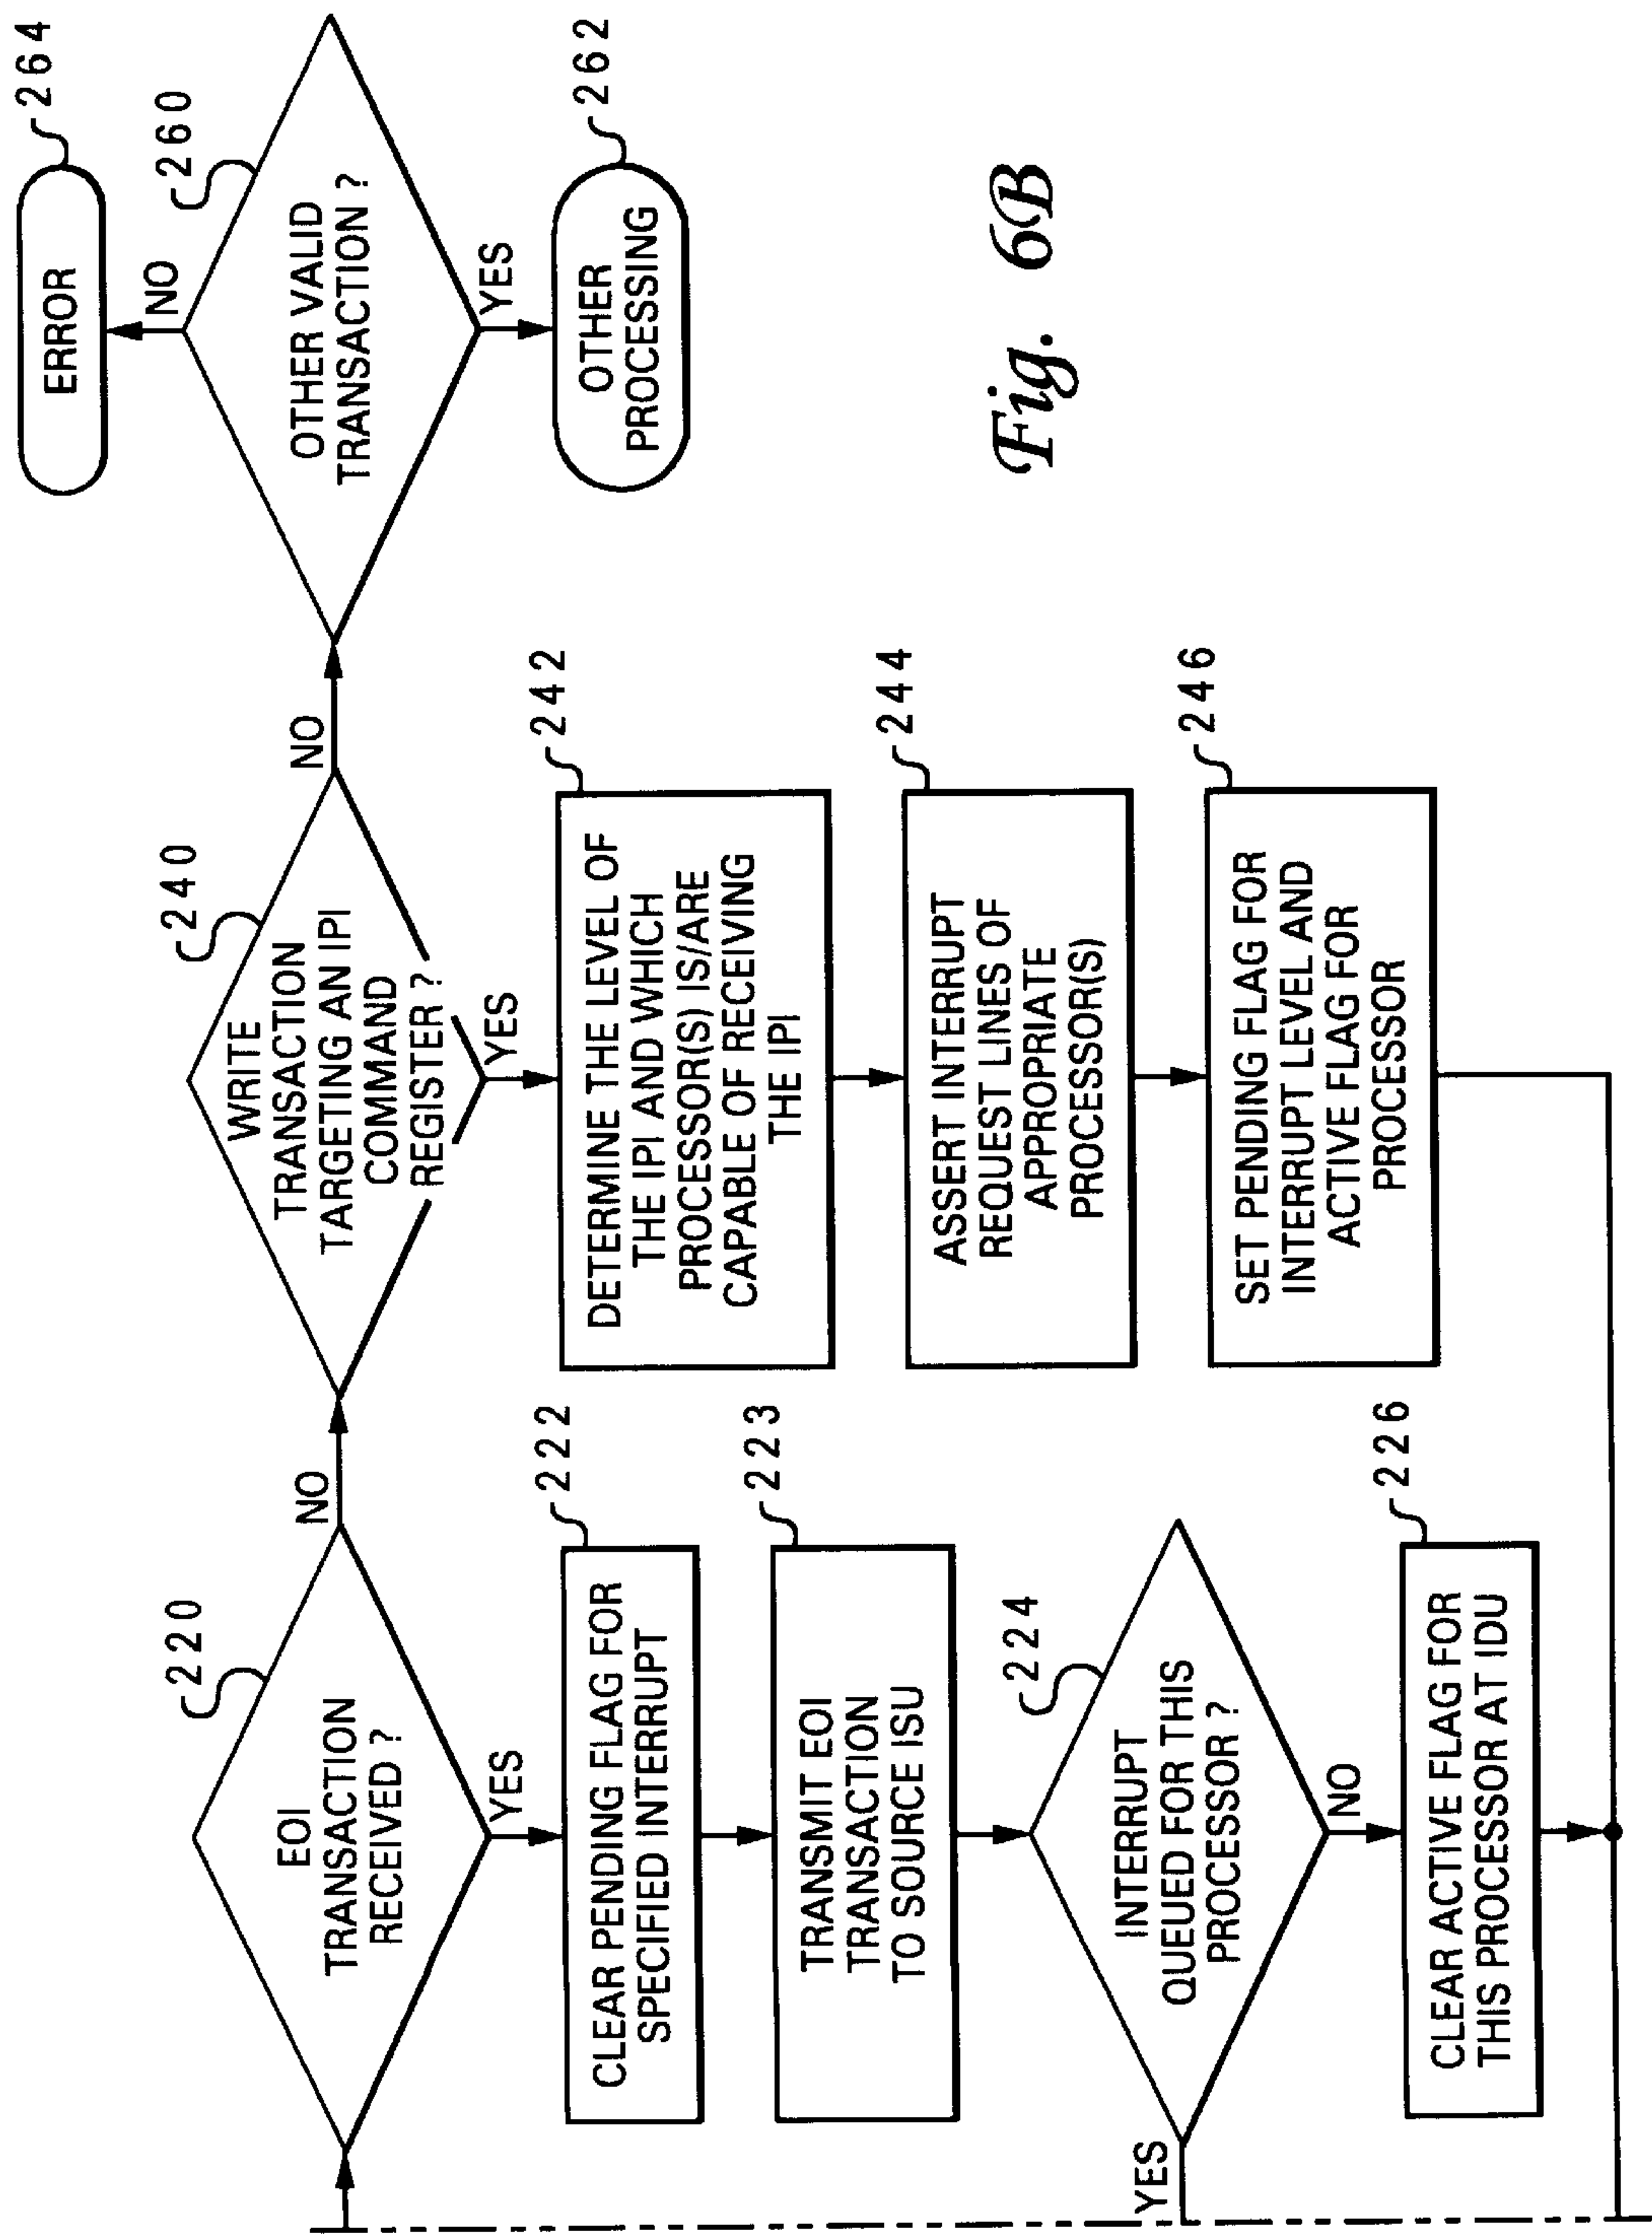 264
ERROR
NO
260
OTHER VALID
TRANSACTION ?
YES
262
OTHER
PROCESSING
NO
240
WRITE
TRANSACTION
TARGETING AN IPI
COMMAND
REGISTER ?
YES
242
DETERMINE THE LEVEL OF
THE IPI AND WHICH
PROCESSOR(S) IS/ARE
CAPABLE OF RECEIVING
THE IPI
244
ASSERT INTERRUPT
REQUEST LINES OF
APPROPRIATE
PROCESSOR(S)
246
SET PENDING FLAG FOR
INTERRUPT LEVEL AND
ACTIVE FLAG FOR
PROCESSOR
NO
220
EOI
TRANSACTION
RECEIVED ?
YES
222
CLEAR PENDING FLAG FOR
SPECIFIED INTERRUPT
223
TRANSMIT EOI
TRANSACTION
TO SOURCE ISU
224
INTERRUPT
QUEUED FOR THIS
PROCESSOR ?
YES
NO
226
CLEAR ACTIVE FLAG FOR
THIS PROCESSOR AT IDU
Fig. 6B